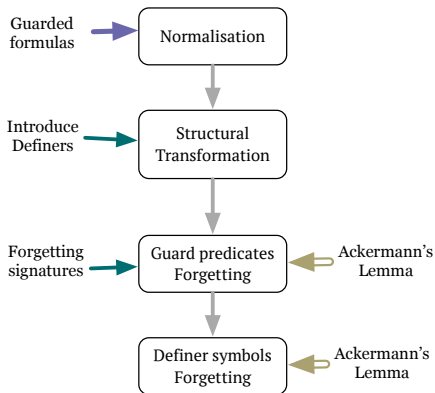 Guarded
formulas
Normalisation
Introduce
Definers
Structural
Transformation
Forgetting
signatures
Guard predicates
Forgetting
Ackermann's
Lemma
Definer symbols
Forgetting
Ackermann's
Lemma